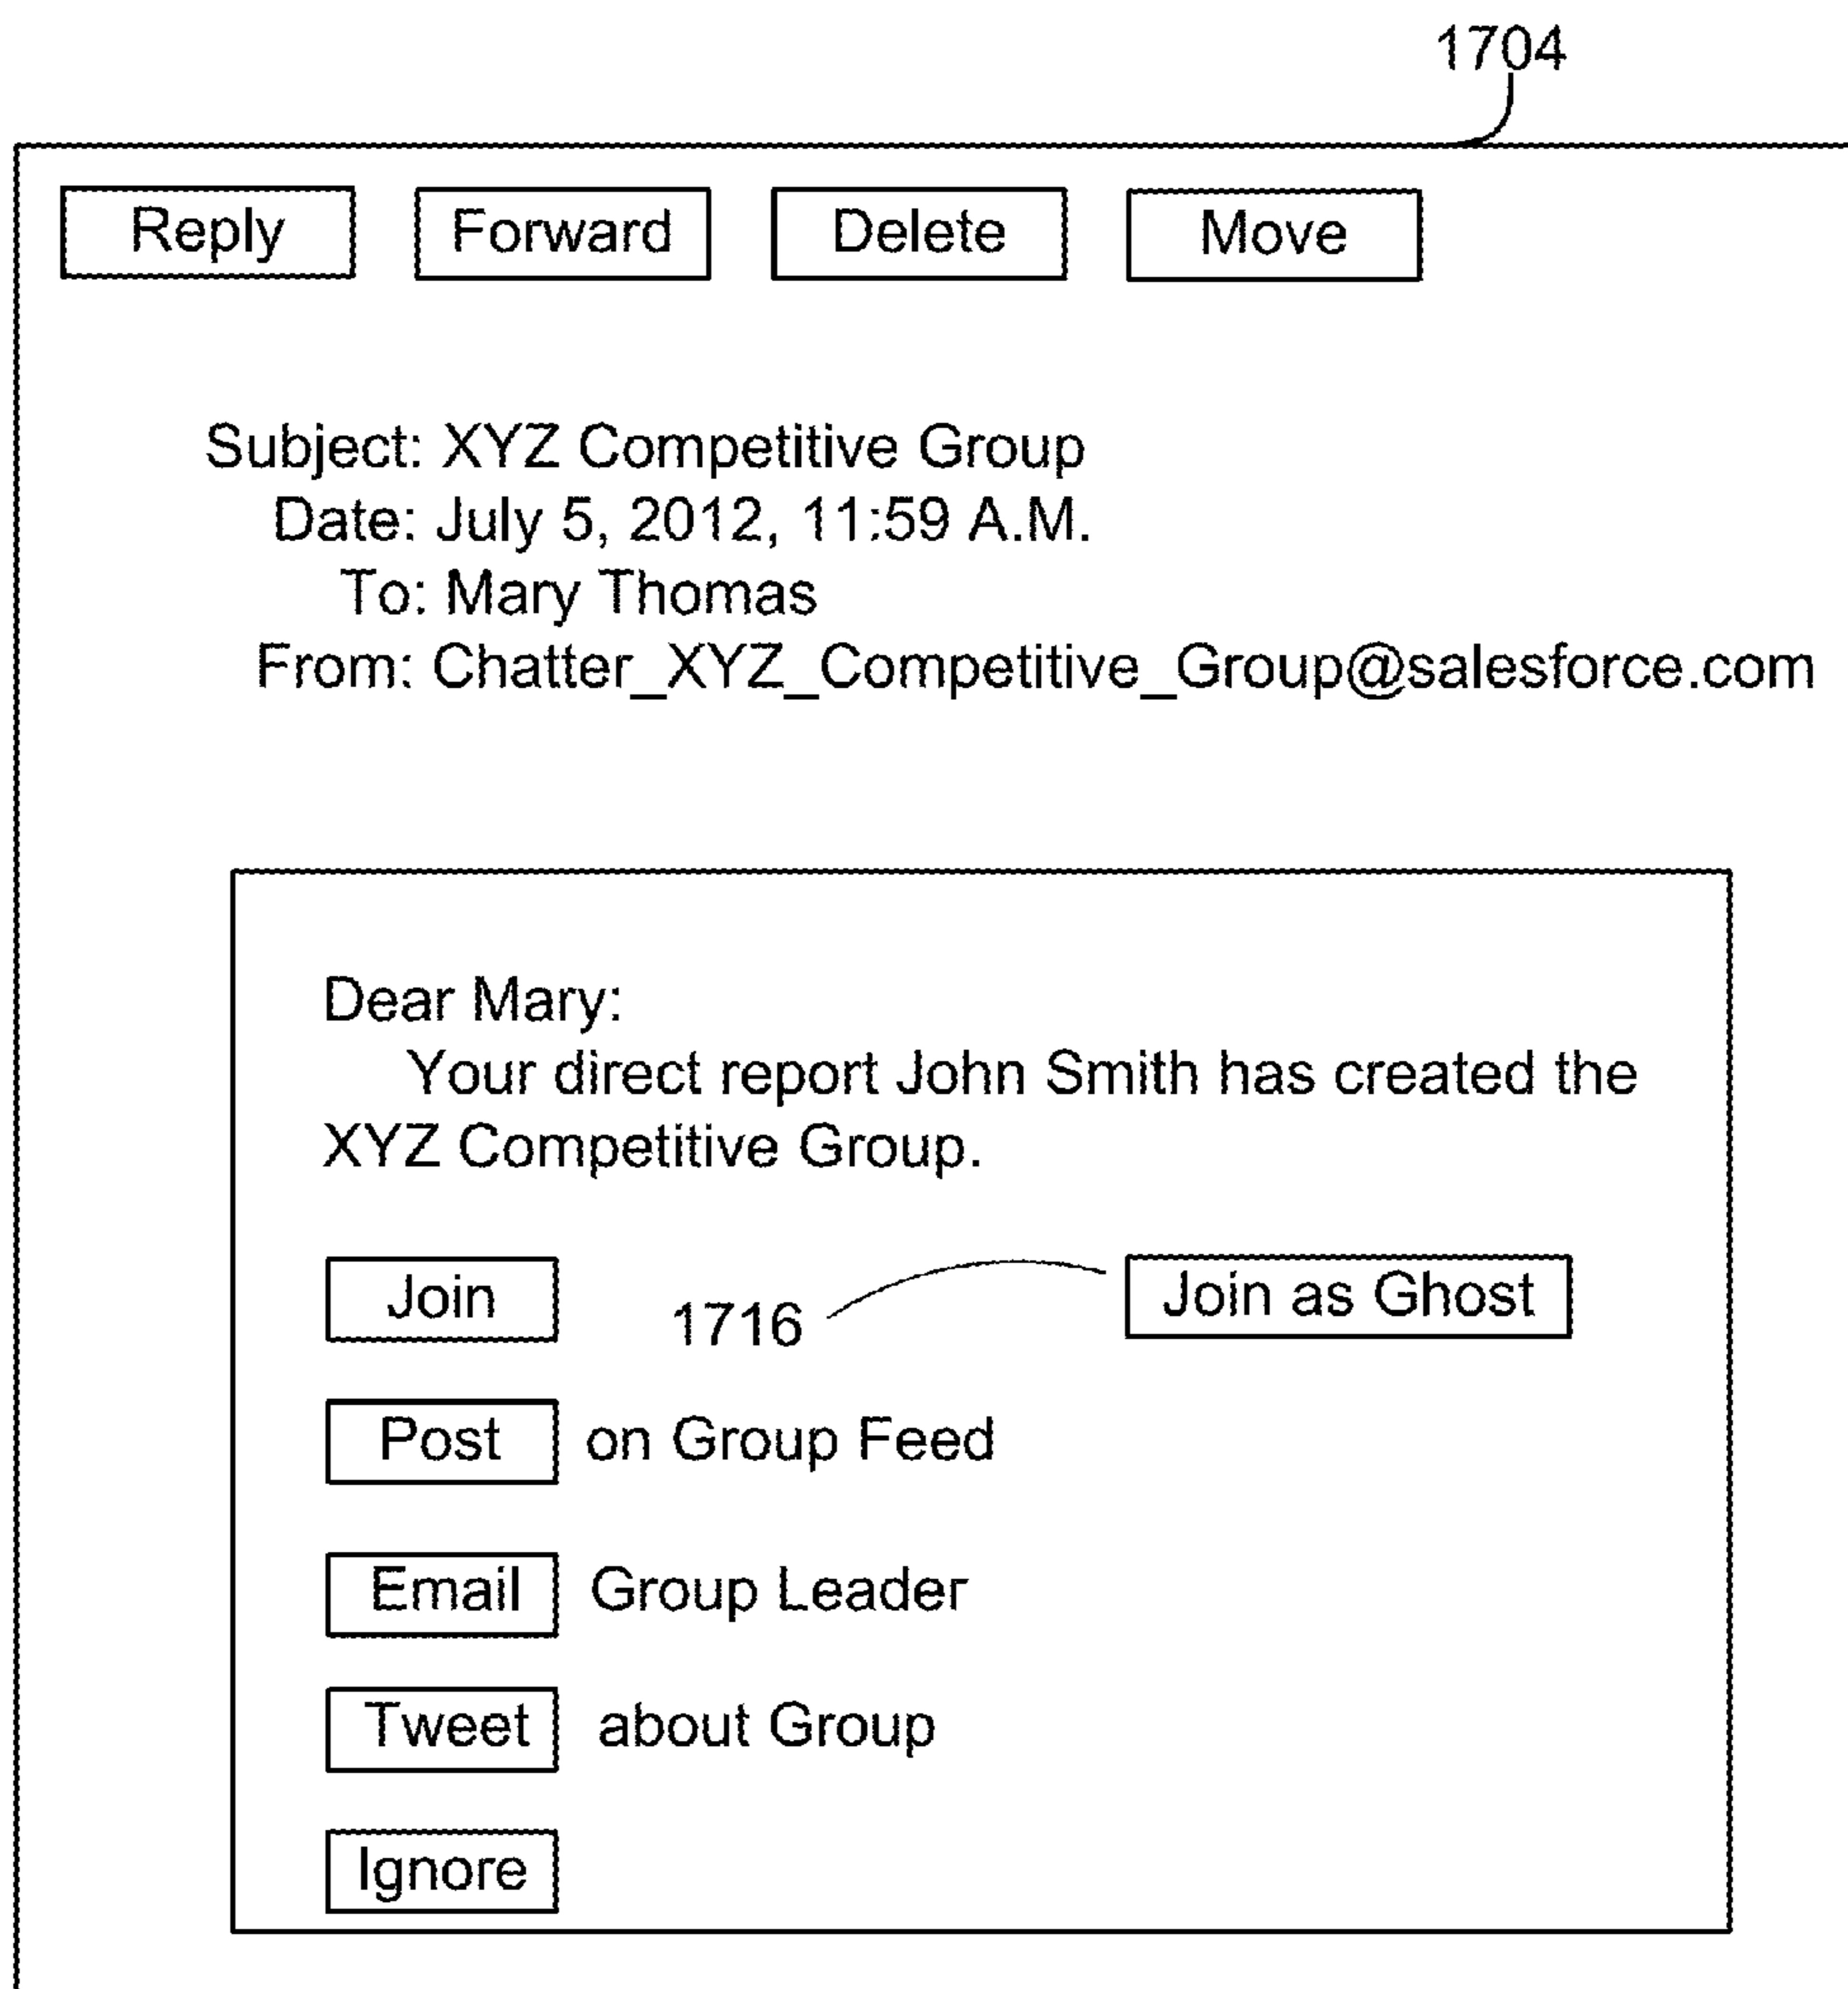 1704
Reply Forward Delete Move
Subject: XYZ Competitive Group
Date: July 5, 2012, 11:59 A.M.
To: Mary Thomas
From: Chatter_XYZ_Competitive_Group@salesforce.com
Dear Mary:
Your direct report John Smith has created the
XYZ Competitive Group.
Join 1716 Join as Ghost
Post on Group Feed
Email Group Leader
Tweet about Group
Ignore